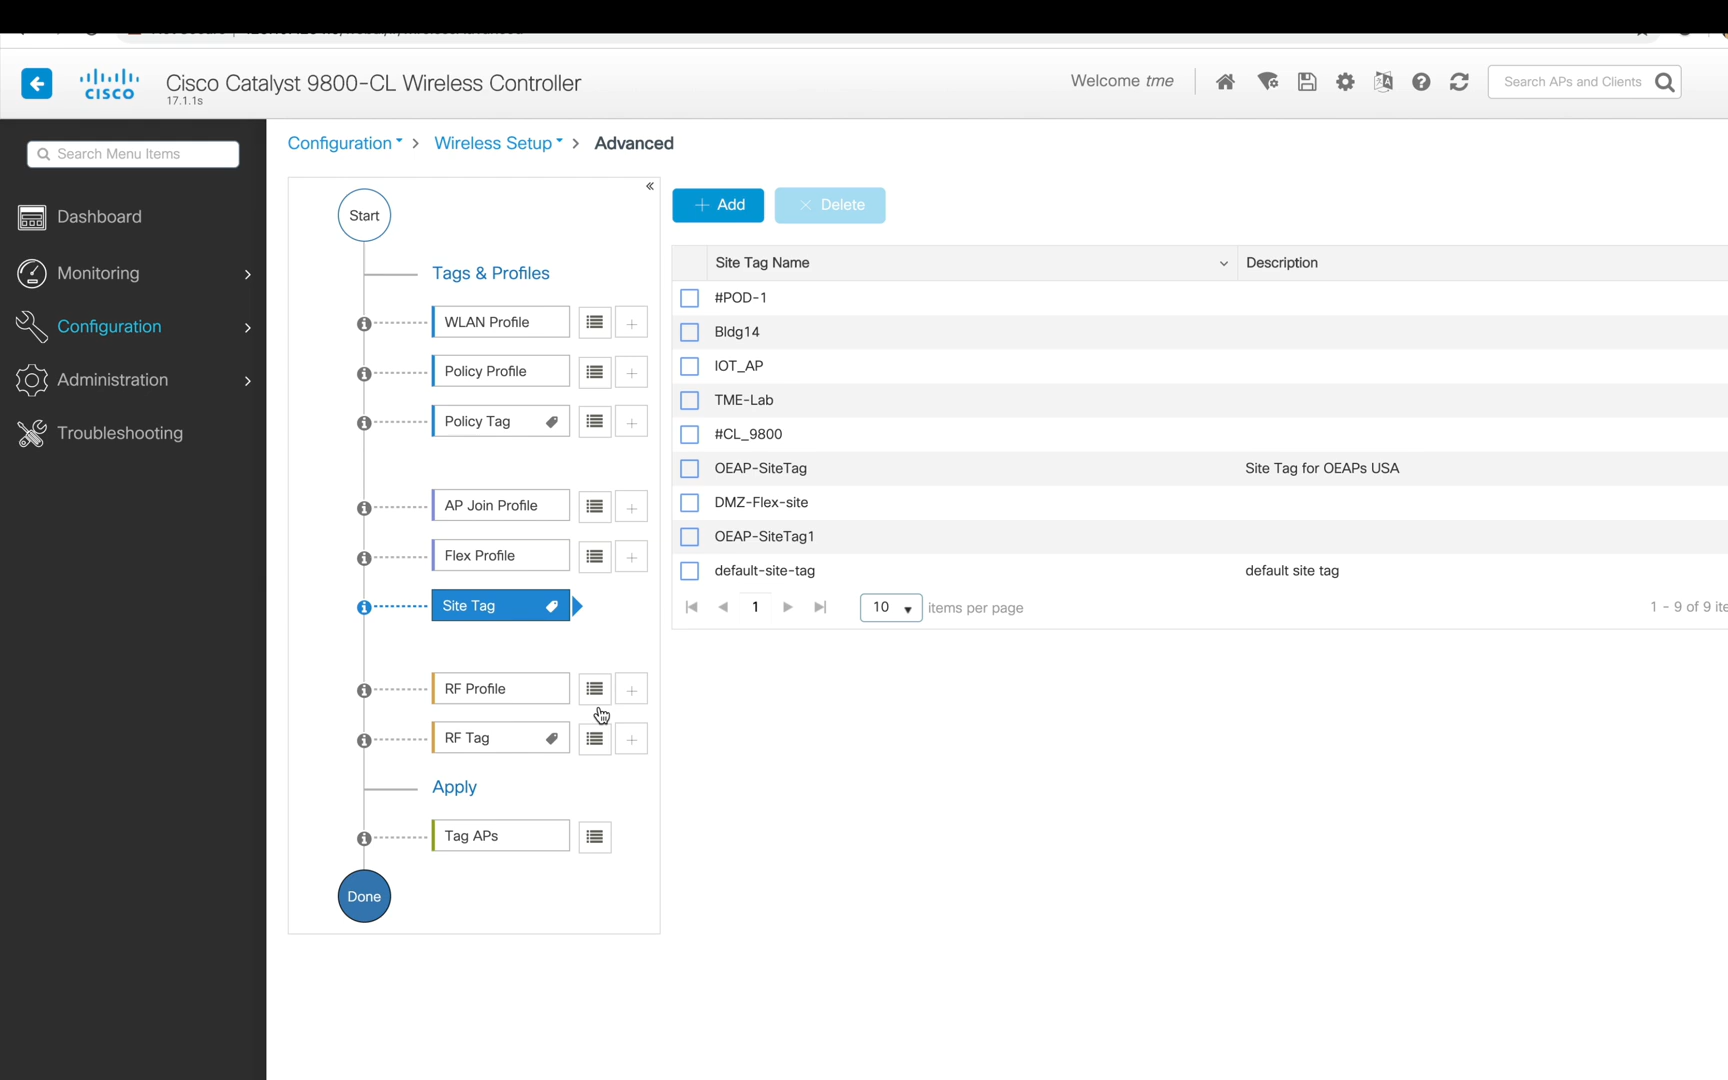 CISCO
Cisco Catalyst 9800-CL Wireless Controller
17.1.1s
Welcome tme
Search APs and Clients
Search Menu Items
Dashboard
Monitoring
Configuration
Administration
Troubleshooting
Configuration > Wireless Setup > Advanced
Start
Tags & Profiles
WLAN Profile
Policy Profile
Policy Tag
AP Join Profile
Flex Profile
Site Tag
RF Profile
RF Tag
Apply
Tag APs
Done
+ Add
× Delete
Site Tag Name Description
#POD-1
Bldg14
IOT_AP
TME-Lab
#CL_9800
OEAP-SiteTag Site Tag for OEAPs USA
DMZ-Flex-site
OEAP-SiteTag1
default-site-tag default site tag
1 10 items per page 1 - 9 of 9 ite